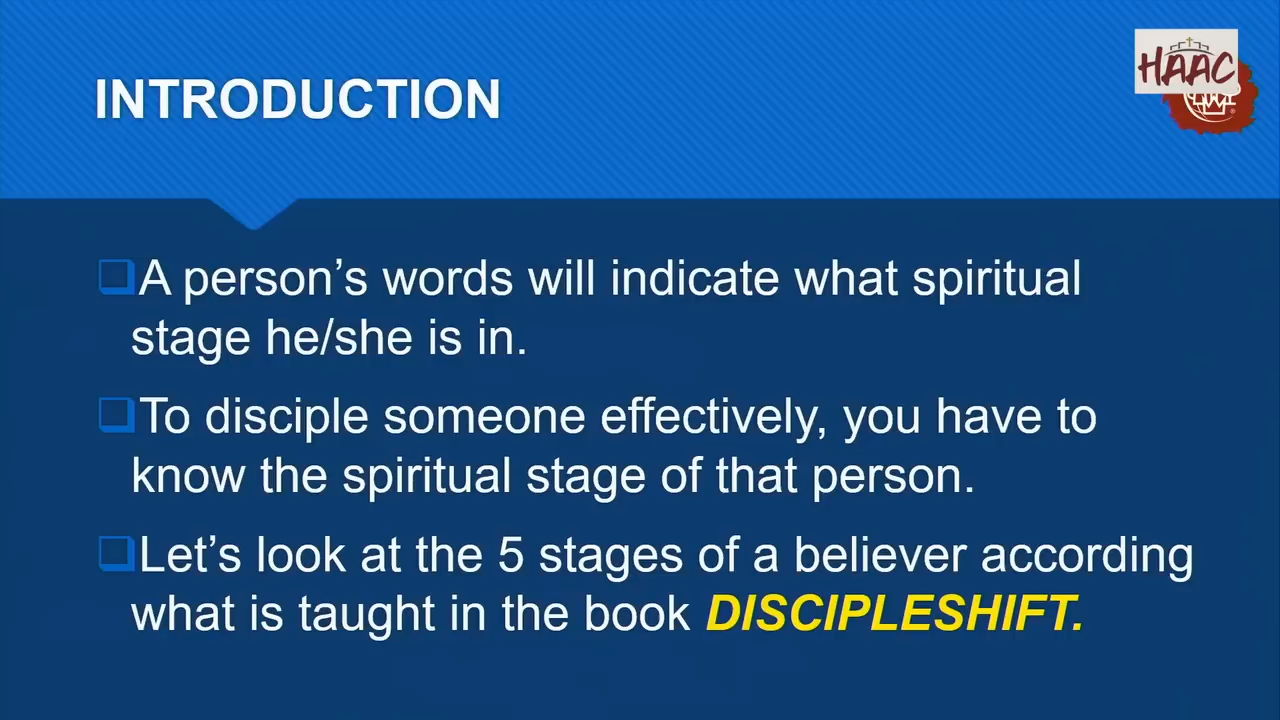 HAAC
INTRODUCTION
A person’s words will indicate what spiritual
stage he/she is in.
To disciple someone effectively, you have to
know the spiritual stage of that person.
Let’s look at the 5 stages of a believer according
what is taught in the book DISCIPLESHIFT.